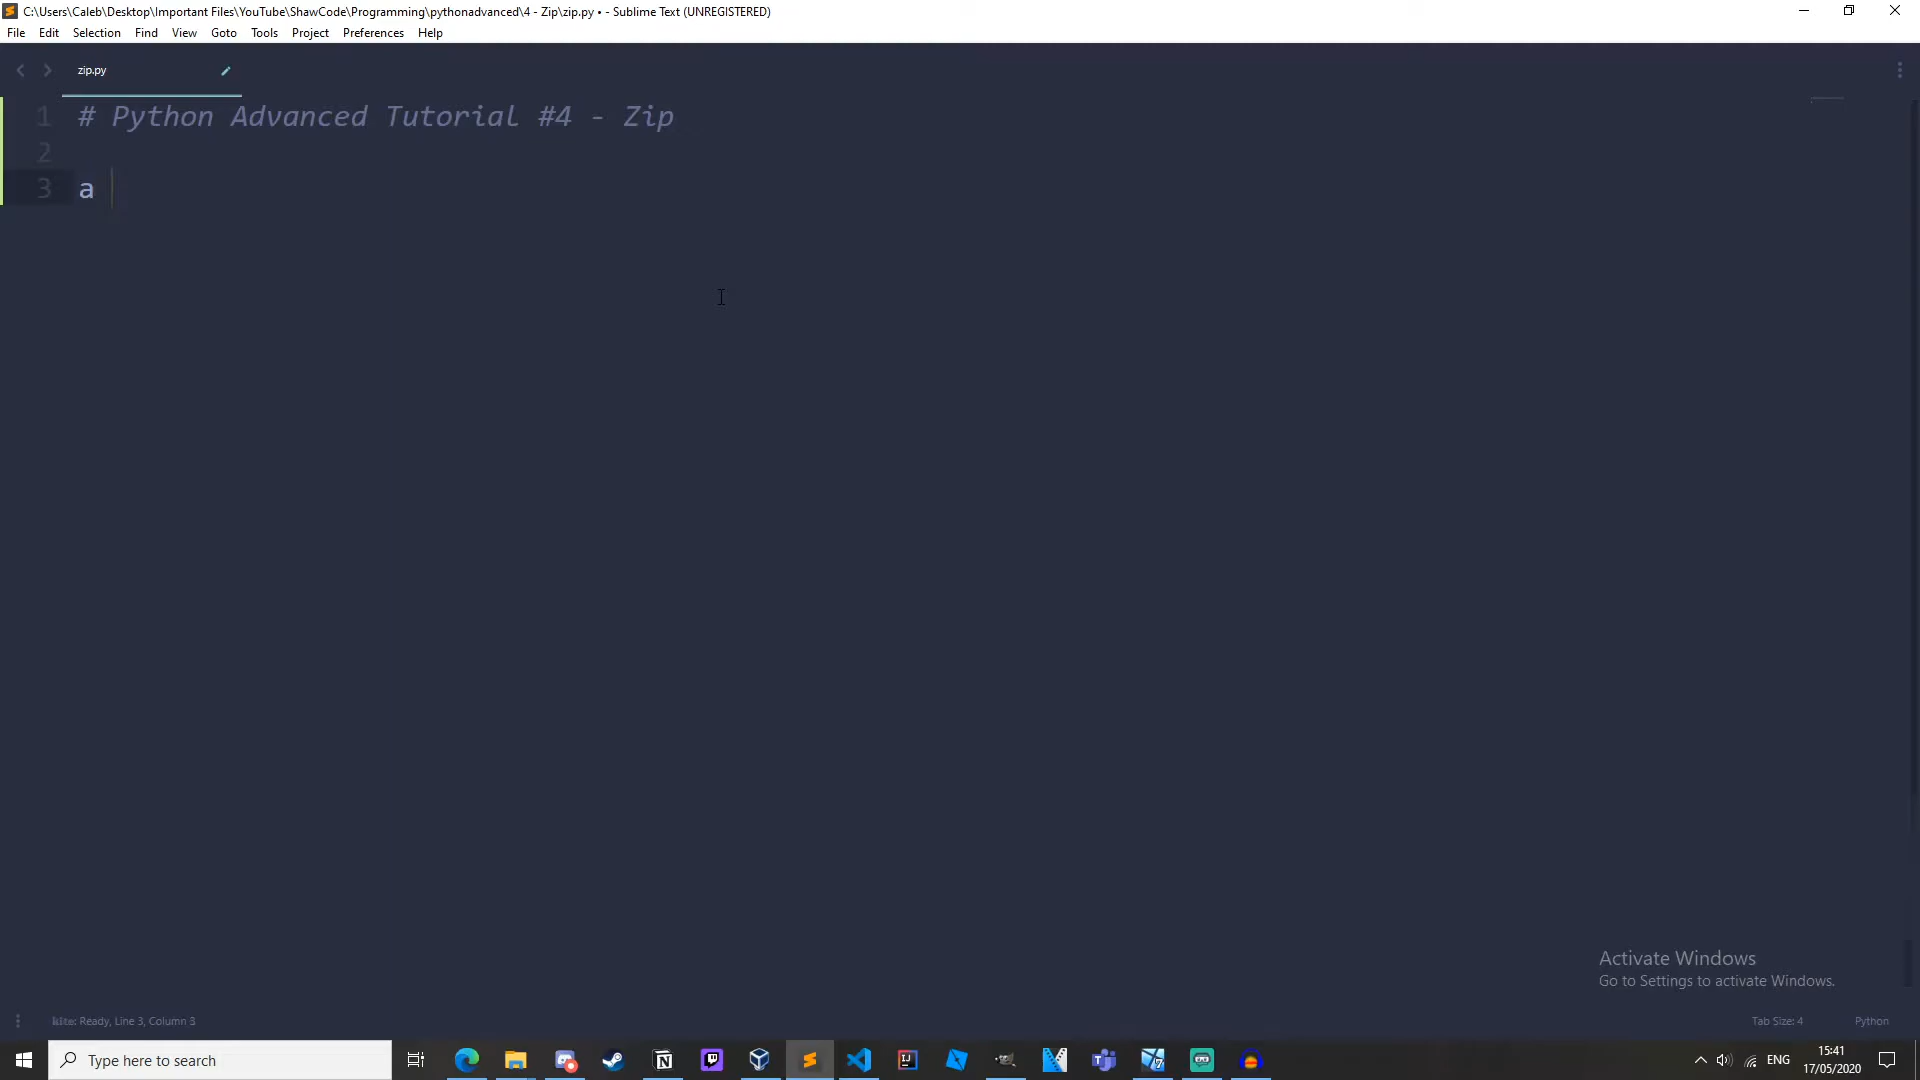 C:\Users\Caleb\Desktop\Important Files\YouTube\ShawCode\Programming\pythonadvanced\4 - Zip\zip.py • - Sublime Text (UNREGISTERED)
File Edit Selection Find View Goto Tools Project Preferences Help
zip.py
1 # Python Advanced Tutorial #4 - Zip
2
3 a
Activate Windows
Go to Settings to activate Windows.
Ready, Line 3, Column 3
Tab Size: 4 Python
Type here to search
ENG
15:41
17/05/2020